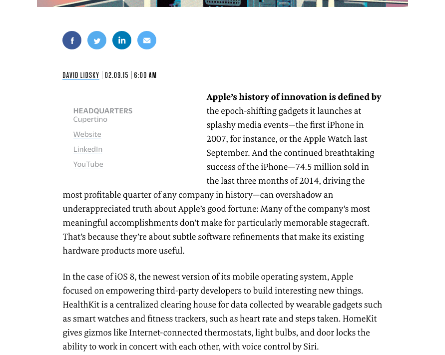 DAVID LIDSKY | 02.09.15 | 6:00 AM
HEADQUARTERS
Cupertino
Website
LinkedIn
YouTube
Apple's history of innovation is defined by
the epoch-shifting gadgets it launches at
splashy media events—the first iPhone in
2007, for instance, or the Apple Watch last
September. And the continued breathtaking
success of the iPhone—74.5 million sold in
the last three months of 2014, driving the
most profitable quarter of any company in history—can overshadow an
underappreciated truth about Apple's good fortune: Many of the company's most
meaningful accomplishments don't make for particularly memorable stagecraft.
That's because they're about subtle software refinements that make its existing
hardware products more useful.
In the case of iOS 8, the newest version of its mobile operating system, Apple
focused on empowering third-party developers to build interesting new things.
HealthKit is a centralized clearing house for data collected by wearable gadgets such
as smart watches and fitness trackers, such as heart rate and steps taken. HomeKit
gives gizmos like Internet-connected thermostats, light bulbs, and door locks the
ability to work in concert with each other, with voice control by Siri.